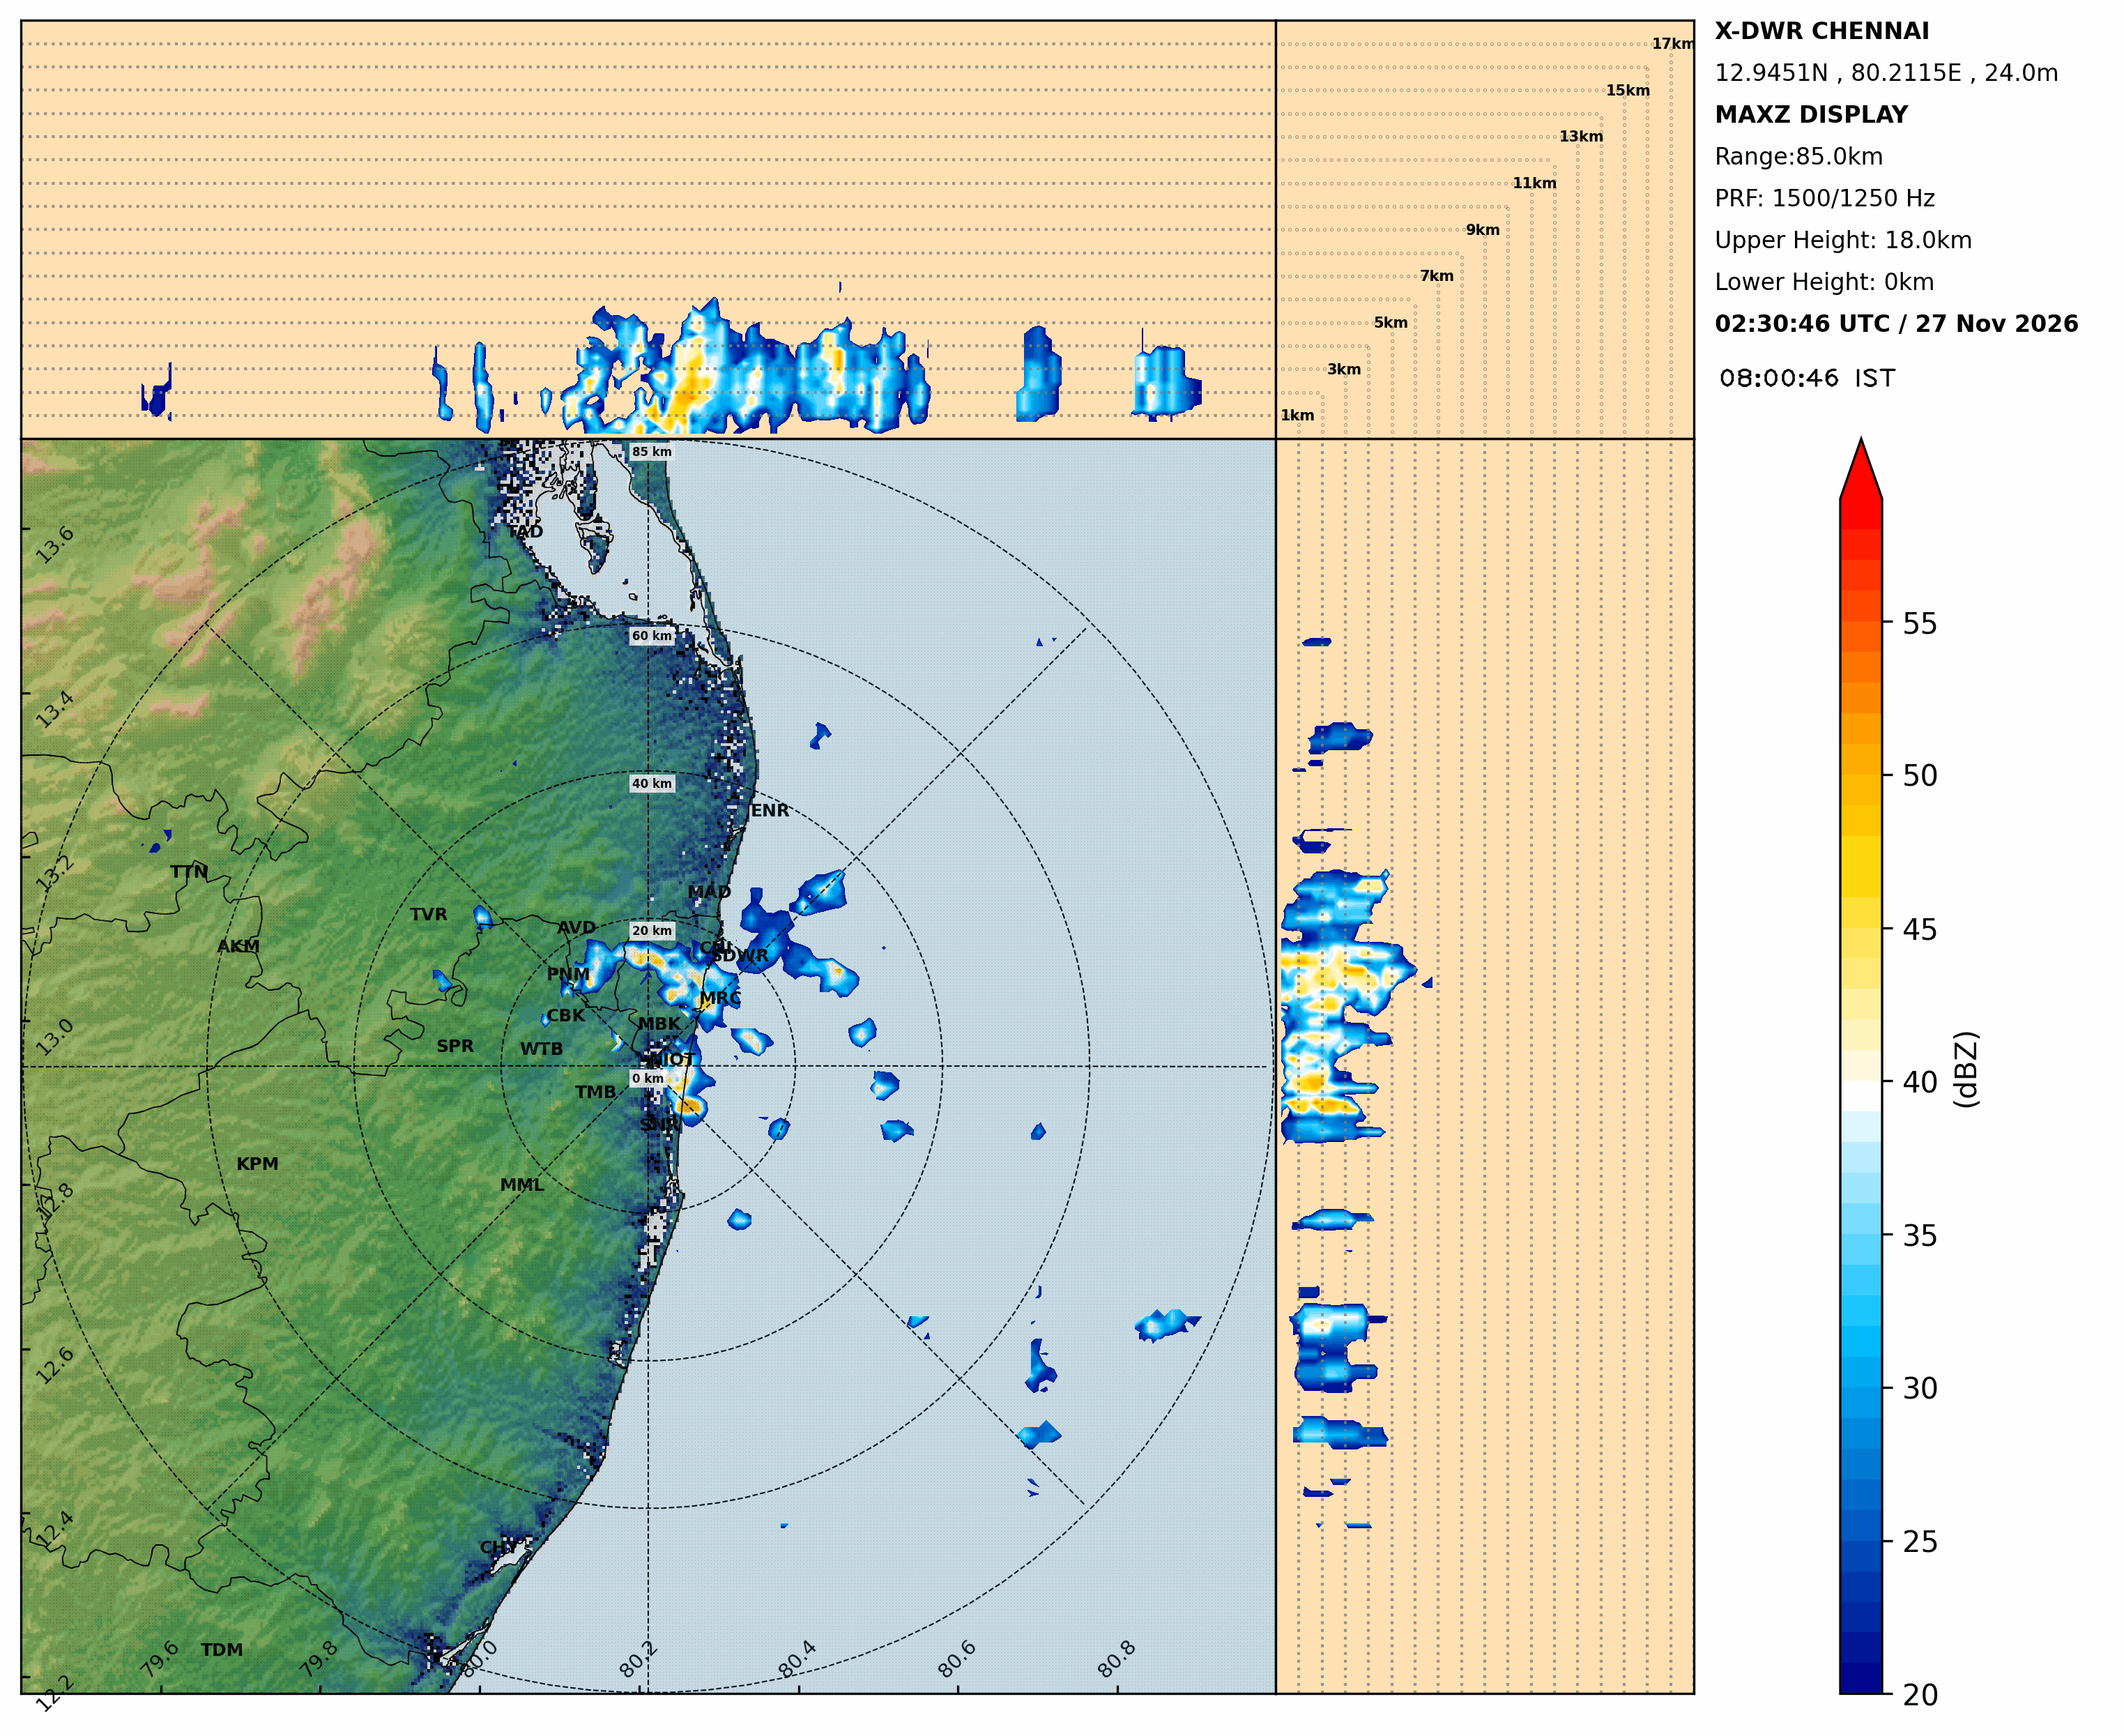 X-DWR CHENNAI
12.9451N , 80.2115E , 24.0m
MAXZ DISPLAY
Range:85.0km
PRF: 1500/1250 Hz
Upper Height: 18.0km
Lower Height: 0km
02:30:46 UTC / 27 Nov 2026
08:00:46 IST
17km
15km
13km
11km
9km
7km
5km
3km
1km
85 km
60 km
40 km
20 km
0 km
TAD
ENR
TTN
MAD
TVR
AVD
AKM
SDWR
PNM
MRC
CBK
MBK
SPR
WTB
NIOT
TMB
SNR
KPM
MML
CHY
TDM
13.6
13.4
13.2
13.0
12.8
12.6
12.4
12.2
79.6
79.8
80.0
80.2
80.4
80.6
80.8
55
50
45
40
35
30
25
20
(dBZ)